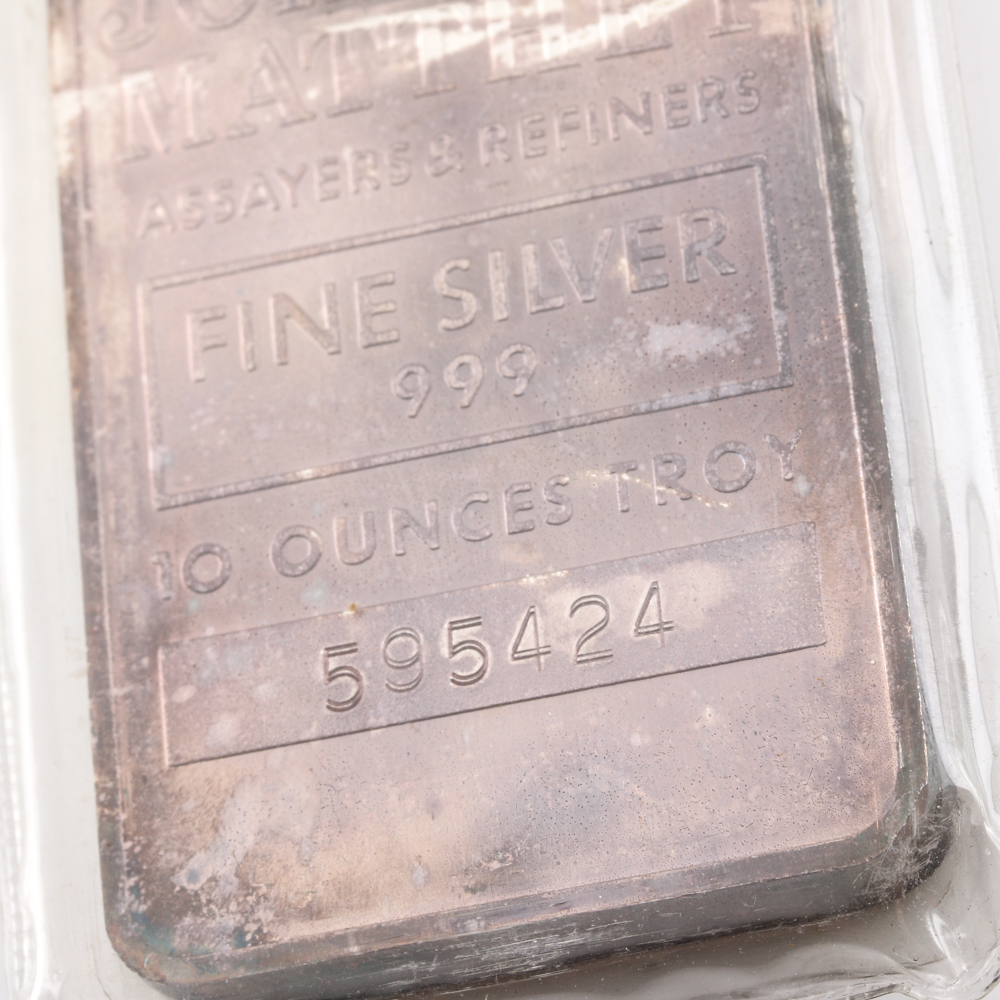 MATTHEY
ASSAYERS & REFINERS
FINE SILVER
999
10 OUNCES TROY
595424